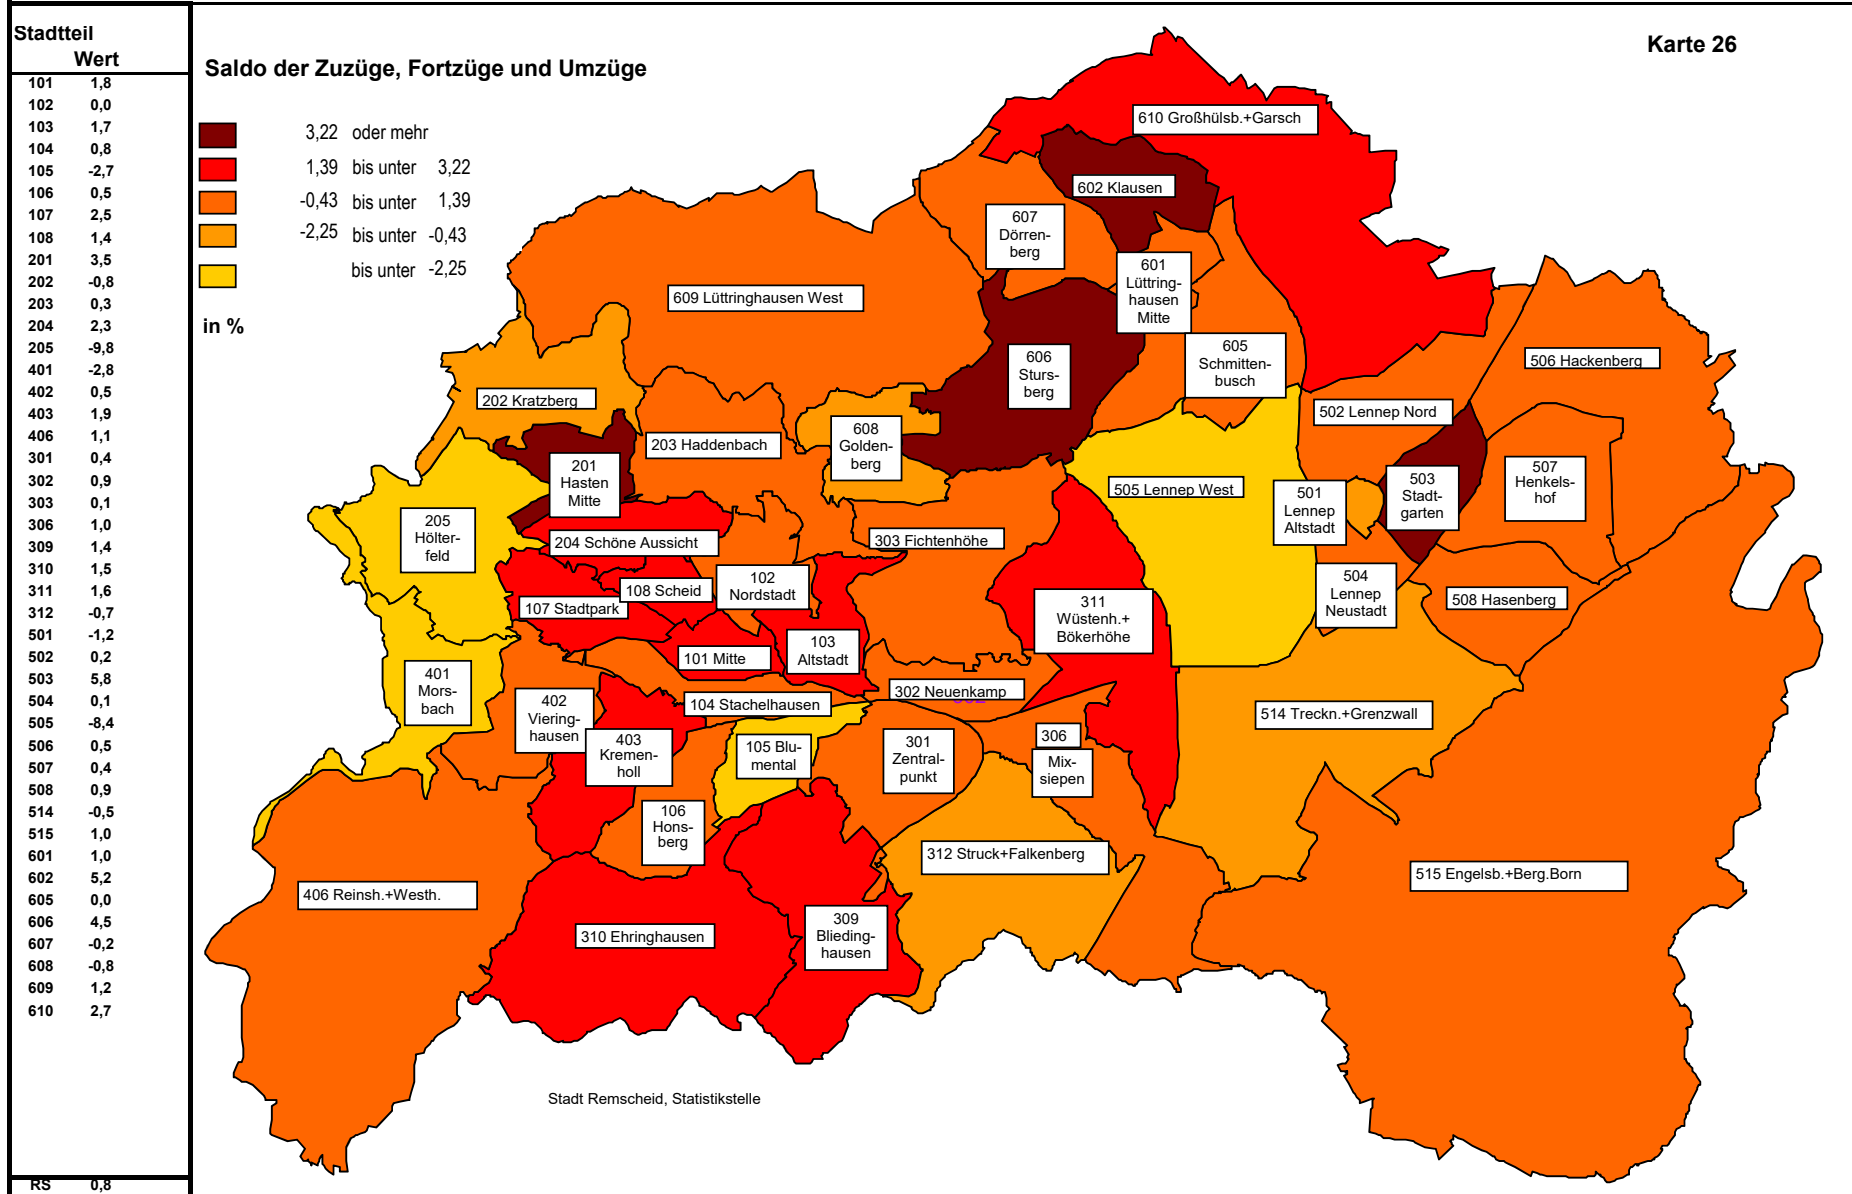 Stadtteil
Wert
101 1,8
102 0,0
103 1,7
104 0,8
105 -2,7
106 0,5
107 2,5
108 1,4
201 3,5
202 -0,8
203 0,3
204 2,3
205 -9,8
401 -2,8
402 0,5
403 1,9
406 1,1
301 0,4
302 0,9
303 0,1
306 1,0
309 1,4
310 1,5
311 1,6
312 -0,7
501 -1,2
502 0,2
503 5,8
504 0,1
505 -8,4
506 0,5
507 0,4
508 0,9
514 -0,5
515 1,0
601 1,0
602 5,2
605 0,0
606 4,5
607 -0,2
608 -0,8
609 1,2
610 2,7
RS 0,8
Karte 26
Saldo der Zuzüge, Fortzüge und Umzüge
3,22 oder mehr
1,39 bis unter 3,22
-0,43 bis unter 1,39
-2,25 bis unter -0,43
bis unter -2,25
in %
610 Großhülsb.+Garsch
602 Klausen
607
Dörren-
berg
601
Lüttring-
hausen
Mitte
609 Lüttringhausen West
605
Schmitten-
busch
606
Sturs-
berg
506 Hackenberg
202 Kratzberg
502 Lennep Nord
203 Haddenbach
608
Golden-
berg
201
Hasten
Mitte
505 Lennep West
501
Lennep
Altstadt
503
Stadt-
garten
507
Henkels-
hof
205
Hölter-
feld
204 Schöne Aussicht
303 Fichtenhöhe
102
Nordstadt
108 Scheid
107 Stadtpark
311
Wüstenh.+
Bökerhöhe
504
Lennep
Neustadt
508 Hasenberg
103
Altstadt
101 Mitte
401
Mors-
bach
302 Neuenkamp
402
Viering-
hausen
104 Stachelhausen
514 Treckn.+Grenzwall
403
Kremen-
holl
105 Blu-
mental
301
Zentral-
punkt
306
Mix-
siepen
106
Hons-
berg
312 Struck+Falkenberg
515 Engelsb.+Berg.Born
406 Reinsh.+Westh.
310 Ehringhausen
309
Blieding-
hausen
Stadt Remscheid, Statistikstelle